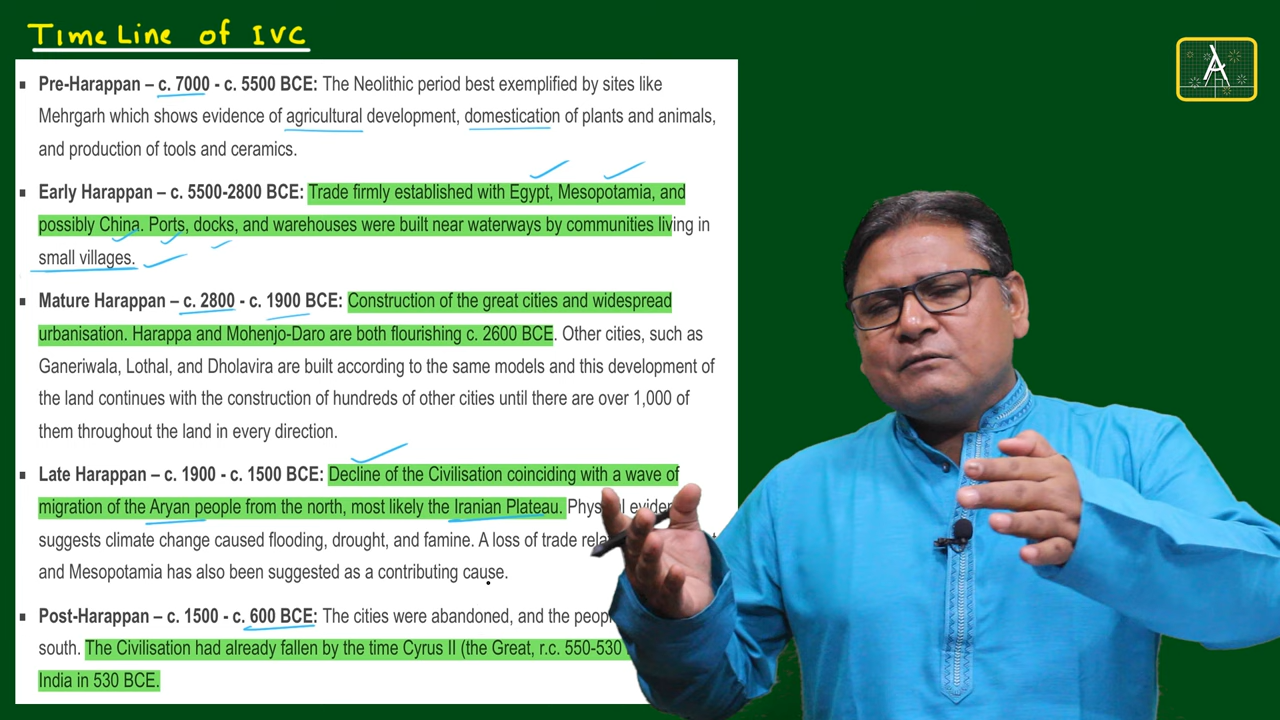 Time Line of IVC
Pre-Harappan – c. 7000 - c. 5500 BCE: The Neolithic period best exemplified by sites like
Mehrgarh which shows evidence of agricultural development, domestication of plants and animals,
and production of tools and ceramics.
Early Harappan – c. 5500-2800 BCE: Trade firmly established with Egypt, Mesopotamia, and
possibly China. Ports, docks, and warehouses were built near waterways by communities living in
small villages.
Mature Harappan – c. 2800 - c. 1900 BCE: Construction of the great cities and widespread
urbanisation. Harappa and Mohenjo-Daro are both flourishing c. 2600 BCE. Other cities, such as
Ganeriwala, Lothal, and Dholavira are built according to the same models and this development of
the land continues with the construction of hundreds of other cities until there are over 1,000 of
them throughout the land in every direction.
Late Harappan – c. 1900 - c. 1500 BCE: Decline of the Civilisation coinciding with a wave of
migration of the Aryan people from the north, most likely the Iranian Plateau.
suggests climate change caused flooding, drought, and famine. A loss of trade
and Mesopotamia has also been suggested as a contributing cause.
Post-Harappan – c. 1500 - c. 600 BCE: The cities were abandoned, and the
south. The Civilisation had already fallen by the time Cyrus II (the Great, r.c. 550-530
India in 530 BCE.
A